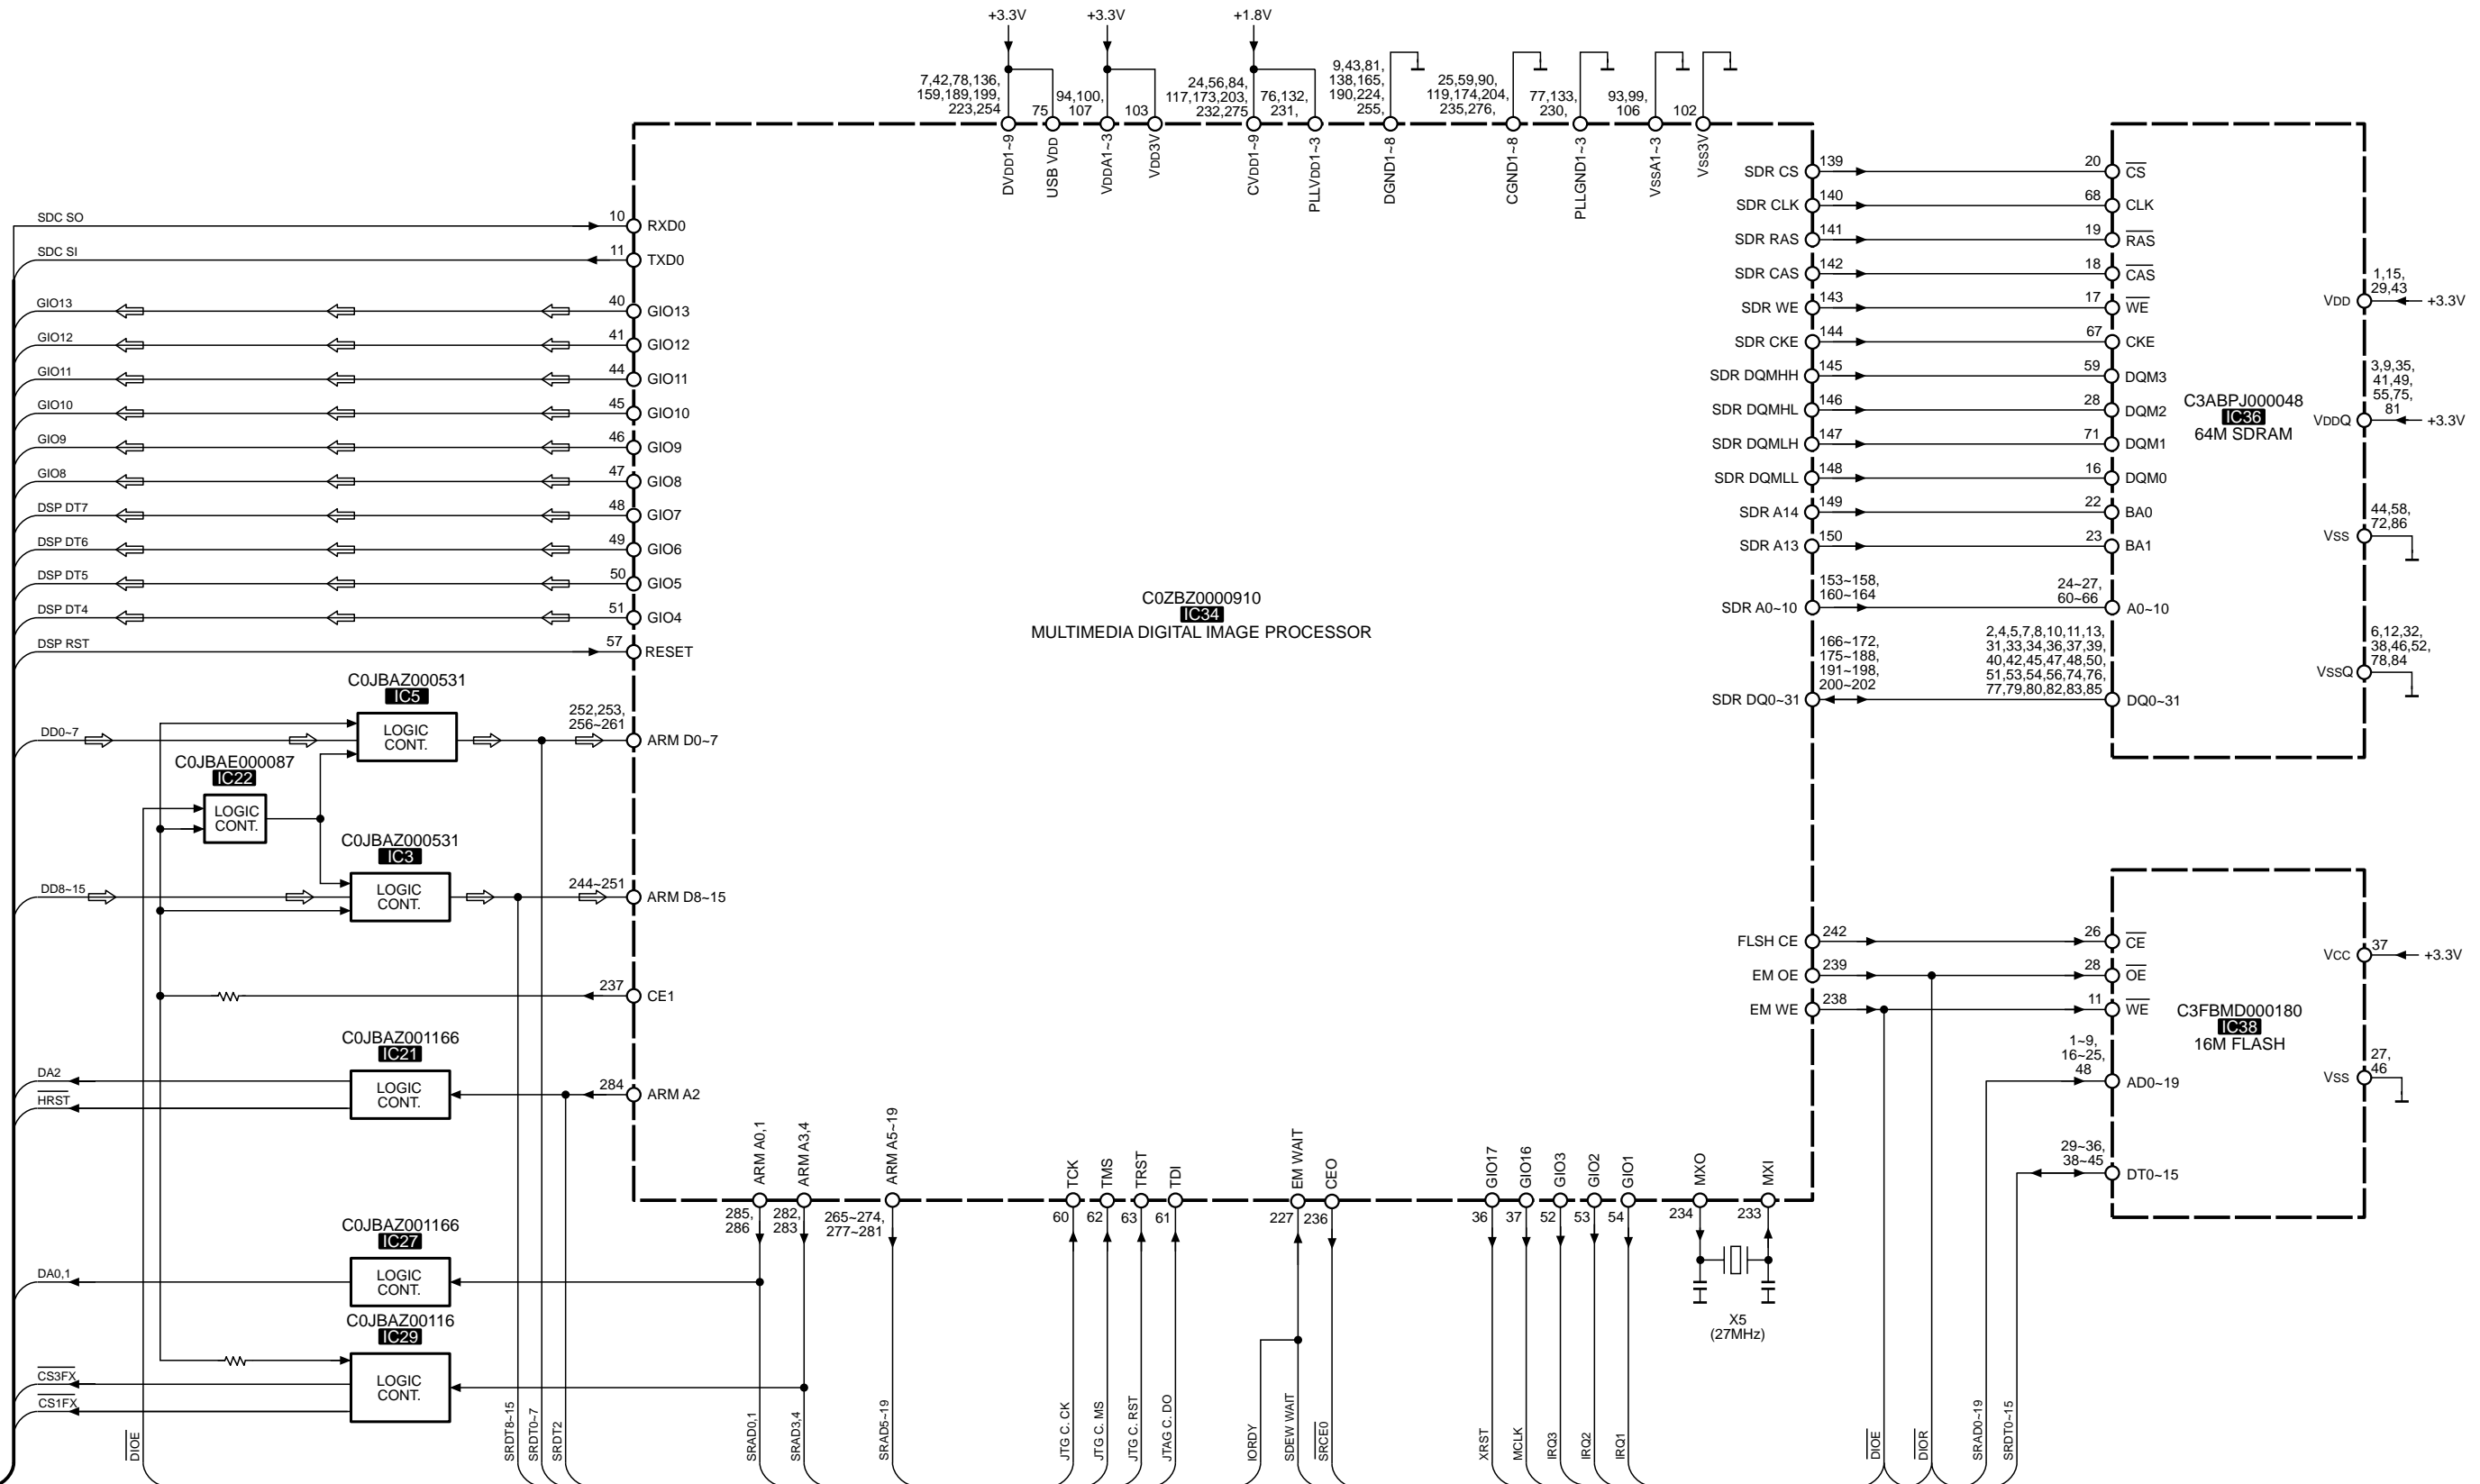 +3.3V
+3.3V
+1.8V
7,42,78,136,
159,189,199,
223,254
75
94,100,
107
103
24,56,84,
117,173,203,
232,275
76,132,
231,
9,43,81,
138,165,
190,224,
255,
25,59,90,
119,174,204,
235,276,
77,133,
230,
93,99,
106
102
DVDD1~9
USB VDD
VDDA1~3
VDD3V
CVDD1~9
PLLVDD1~3
DGND1~8
CGND1~8
PLLGND1~3
VSSA1~3
VSS3V
SDC SO
10
RXD0
SDC SI
11
TXD0
GIO13
40
GIO13
GIO12
41
GIO12
GIO11
44
GIO11
GIO10
45
GIO10
GIO9
46
GIO9
GIO8
47
GIO8
DSP DT7
48
GIO7
DSP DT6
49
GIO6
DSP DT5
50
GIO5
DSP DT4
51
GIO4
DSP RST
57
RESET
C0JBAZ000531
IC5
LOGIC
CONT.
DD0~7
252,253,
256~261
ARM D0~7
C0JBAE000087
IC22
LOGIC
CONT.
C0JBAZ000531
IC3
LOGIC
CONT.
DD8~15
244~251
ARM D8~15
237
CE1
C0JBAZ001166
IC21
LOGIC
CONT.
DA2
HRST
284
ARM A2
C0JBAZ001166
IC27
LOGIC
CONT.
DA0,1
C0JBAZ00116
IC29
LOGIC
CONT.
CS3FX
CS1FX
C0ZBZ0000910
IC34
MULTIMEDIA DIGITAL IMAGE PROCESSOR
SDR CS
139
20
CS
SDR CLK
140
68
CLK
SDR RAS
141
19
RAS
SDR CAS
142
18
CAS
SDR WE
143
17
WE
SDR CKE
144
67
CKE
SDR DQMHH
145
59
DQM3
SDR DQMHL
146
28
DQM2
SDR DQMLH
147
71
DQM1
SDR DQMLL
148
16
DQM0
SDR A14
149
22
BA0
SDR A13
150
23
BA1
SDR A0~10
153~158,
160~164
24~27,
60~66
A0~10
SDR DQ0~31
166~172,
175~188,
191~198,
200~202
2,4,5,7,8,10,11,13,
31,33,34,36,37,39,
40,42,45,47,48,50,
51,53,54,56,74,76,
77,79,80,82,83,85
DQ0~31
C3ABPJ000048
IC36
64M SDRAM
VDD
1,15,
29,43
+3.3V
VDDQ
3,9,35,
41,49,
55,75,
81
+3.3V
VSS
44,58,
72,86
VSSQ
6,12,32,
38,46,52,
78,84
FLSH CE
242
26
CE
EM OE
239
28
OE
EM WE
238
11
WE
1~9,
16~25,
48
AD0~19
29~36,
38~45
DT0~15
C3FBMD000180
IC38
16M FLASH
VCC
37
+3.3V
VSS
27,
46
ARM A0,1
ARM A3,4
ARM A5~19
TCK
TMS
TRST
TDI
EM WAIT
CEO
GIO17
GIO16
GIO3
GIO2
GIO1
MXO
MXI
285,
286
282,
283
265~274,
277~281
60
62
63
61
227
236
36
37
52
53
54
234
233
X5
(27MHz)
DIOE
SRDT8~15
SRDT0~7
SRDT2
SRAD0,1
SRAD3,4
SRAD5~19
JTG C. CK
JTG C. MS
JTG C. RST
JTAG C. DO
IORDY
SDEW WAIT
SRCE0
XRST
MCLK
IRQ3
IRQ2
IRQ1
DIOE
DIOR
SRAD0~19
SRDT0~15